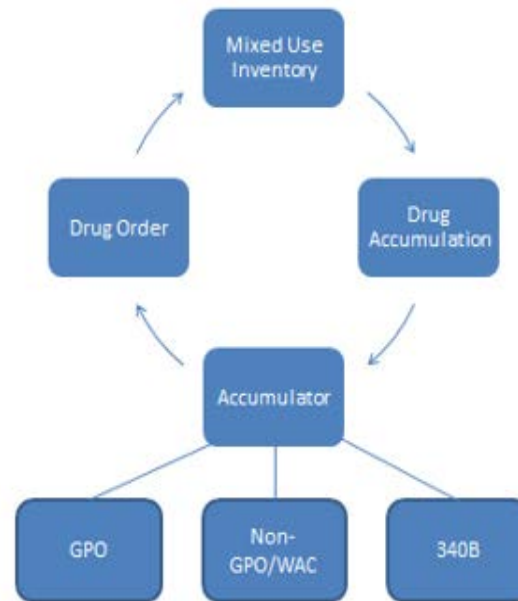 Mixed Use
Inventory
Drug Order
Drug
Accumulation
Accumulator
GPO
Non-
GPO/WAC
340B